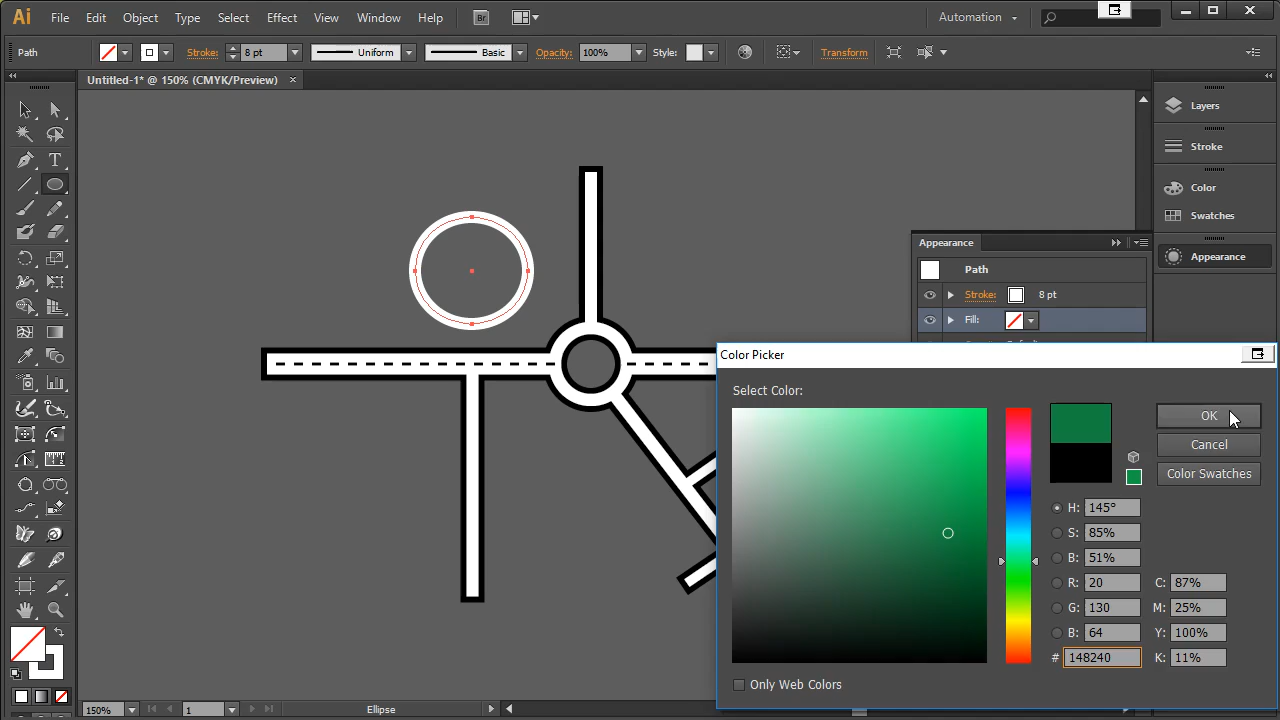 Ai File Edit Object Type Select Effect View Window Help Br Automation
Path Stroke: 8 pt Uniform Basic Opacity: 100% Style: Transform
Untitled-1* @ 150% (CMYK/Preview) ×
Layers
Stroke
Color
Swatches
Appearance
Appearance
Path
Stroke: 8 pt
Fill:
Color Picker
Select Color:
OK
Cancel
Color Swatches
H: 145°
S: 85%
B: 51%
R: 20 C: 87%
G: 130 M: 25%
B: 64 Y: 100%
# 148240 K: 11%
Only Web Colors
150% 1 Ellipse